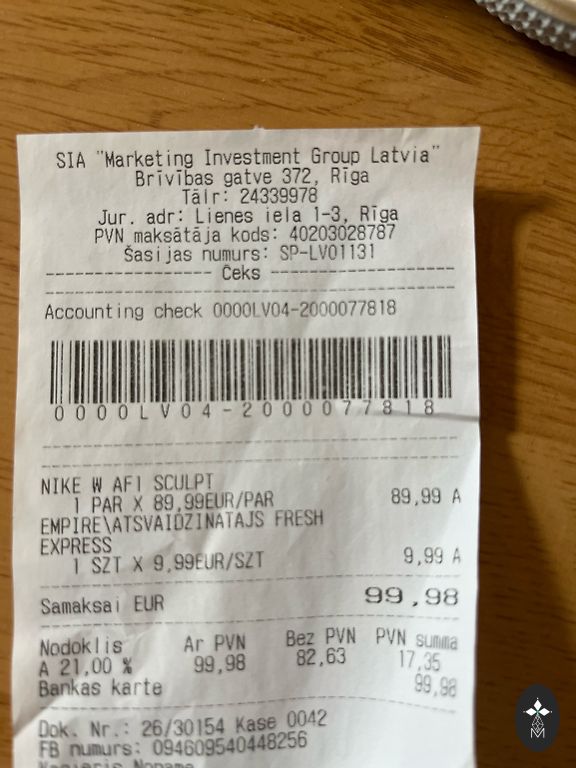 SIA "Marketing Investment Group Latvia"
Brīvības gatve 372, Rīga
Tālr: 24339978
Jur. adr: Lienes iela 1-3, Rīga
PVN maksātāja kods: 40203028787
Šasijas numurs: SP-LV01131
Čeks
Accounting check 0000LV04-2000077818
0000LV04-2000077818
NIKE W AF1 SCULPT
1 PAR X 89,99EUR/PAR 89,99 A
EMPIRE\ATSVAIDZINATAJS FRESH
EXPRESS
1 SZT X 9,99EUR/SZT 9,99 A
Samaksai EUR 99,98
Nodoklis Ar PVN Bez PVN PVN summa
A 21,00 % 99,98 82,63 17,35
Bankas karte 99,98
Dok. Nr.: 26/30154 Kase 0042
FB numurs: 094609540448256